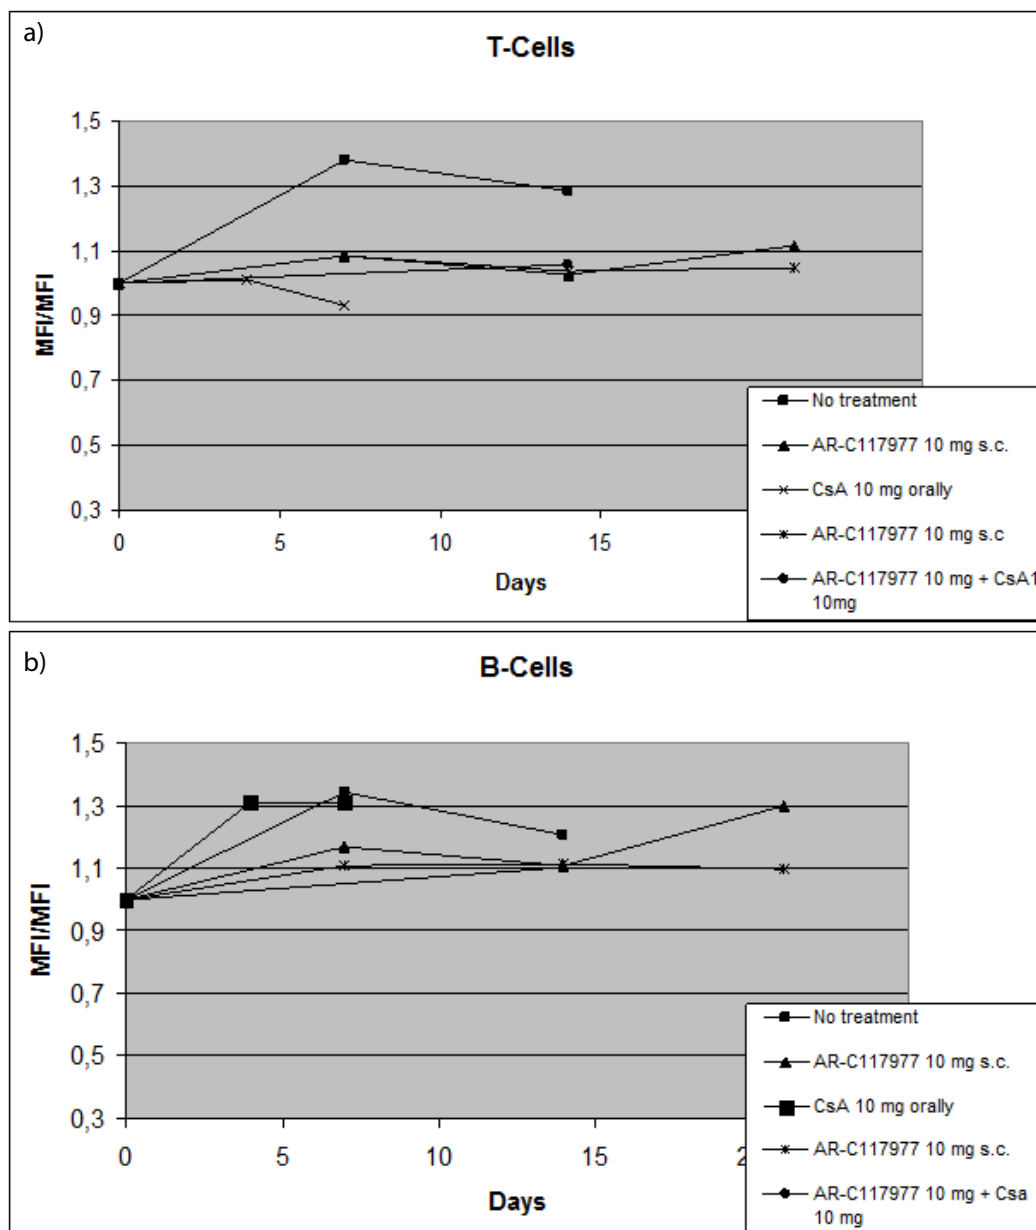 a)
T-Cells
1,5
1,3
1,1
0,9
0,7
0,5
0,3
MFI/MFI
0
5
10
15
Days
No treatment
AR-C117977 10 mg s.c.
CsA 10 mg orally
AR-C117977 10 mg s.c
AR-C117977 10 mg + CsA1
10mg
b)
B-Cells
1,5
1,3
1,1
0,9
0,7
0,5
0,3
MFI/MFI
0
5
10
15
2
Days
No treatment
AR-C117977 10 mg s.c.
CsA 10 mg orally
AR-C117977 10 mg s.c.
AR-C117977 10 mg + Csa
10 mg